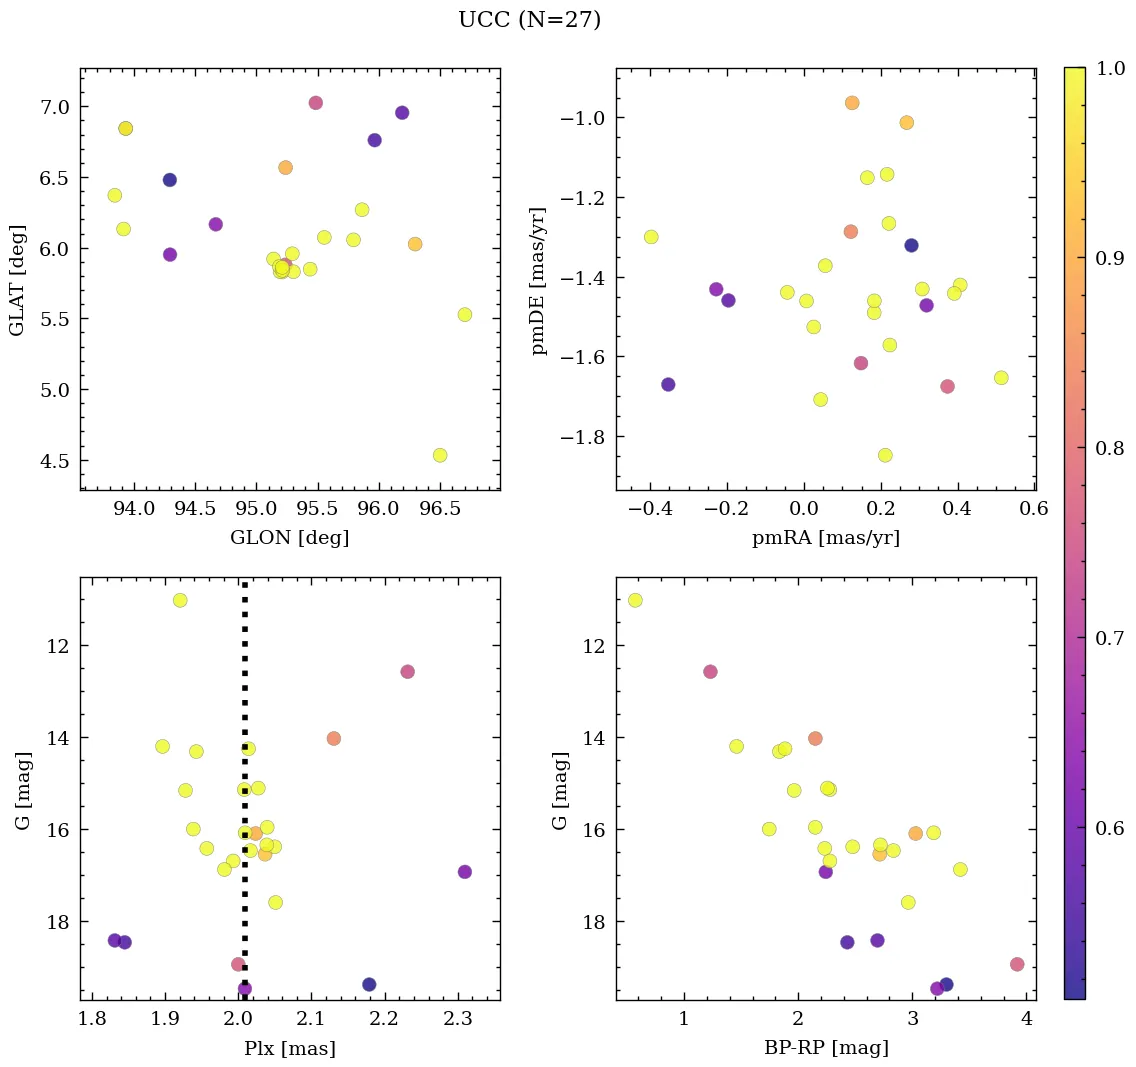 UCC (N=27)
7.0
6.5
6.0
5.5
5.0
4.5
GLAT [deg]
94.0 94.5 95.0 95.5 96.0 96.5
GLON [deg]
−1.0
−1.2
−1.4
−1.6
−1.8
pmDE [mas/yr]
−0.4 −0.2 0.0 0.2 0.4 0.6
pmRA [mas/yr]
12
14
16
18
G [mag]
1.8 1.9 2.0 2.1 2.2 2.3
Plx [mas]
12
14
16
18
G [mag]
1 2 3 4
BP-RP [mag]
1.0
0.9
0.8
0.7
0.6